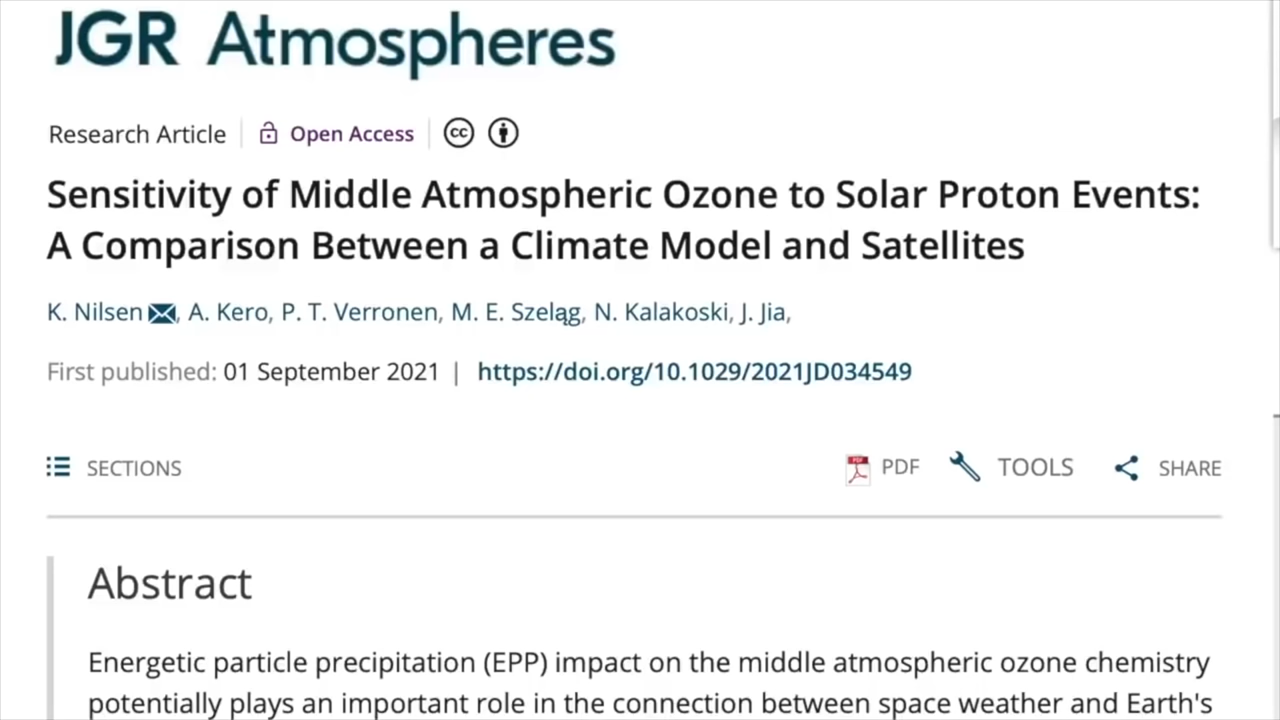 JGR Atmospheres
Research Article
Open Access
cc
Sensitivity of Middle Atmospheric Ozone to Solar Proton Events:
A Comparison Between a Climate Model and Satellites
K. Nilsen, A. Kero, P. T. Verronen, M. E. Szeląg, N. Kalakoski, J. Jia,
First published: 01 September 2021 | https://doi.org/10.1029/2021JD034549
SECTIONS
PDF
PDF
TOOLS
SHARE
Abstract
Energetic particle precipitation (EPP) impact on the middle atmospheric ozone chemistry
potentially plays an important role in the connection between space weather and Earth's